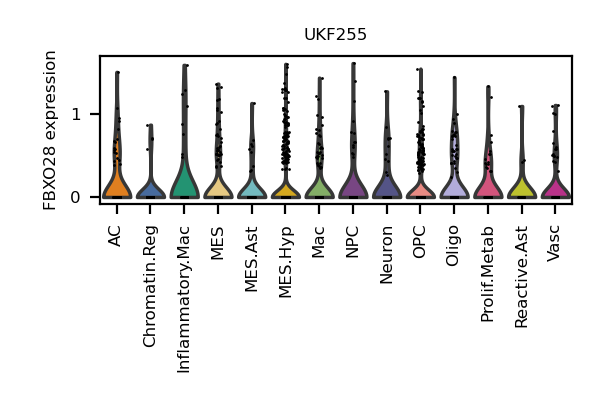 UKF255
FBXO28 expression
1
0
AC
Chromatin.Reg
Inflammatory.Mac
MES
MES.Ast
MES.Hyp
Mac
NPC
Neuron
OPC
Oligo
Prolif.Metab
Reactive.Ast
Vasc